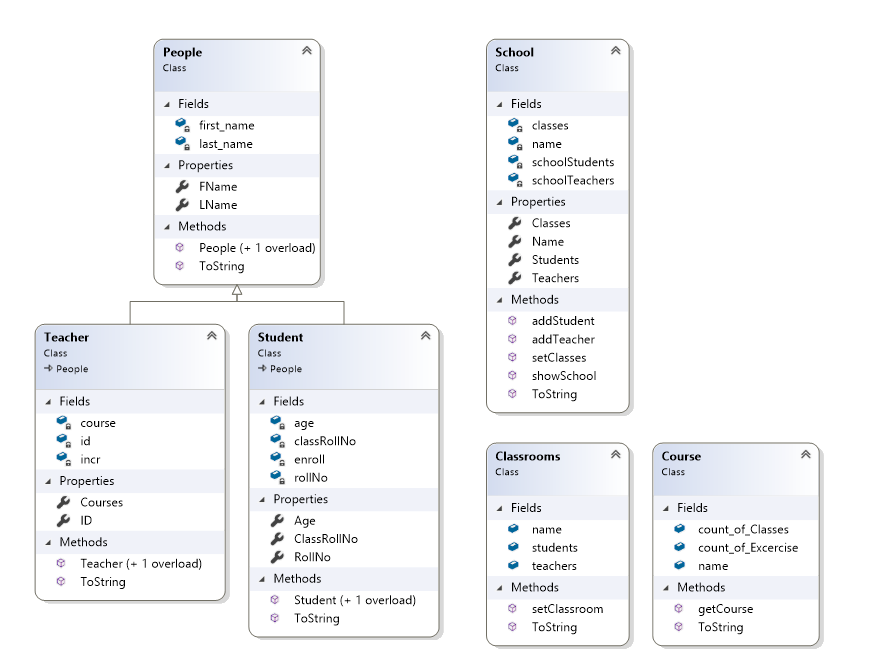 People
Class
Fields
first_name
last_name
Properties
FName
LName
Methods
People (+ 1 overload)
ToString
School
Class
Fields
classes
name
schoolStudents
schoolTeachers
Properties
Classes
Name
Students
Teachers
Methods
addStudent
addTeacher
setClasses
showSchool
ToString
Teacher
Class
People
Fields
course
id
incr
Properties
Courses
ID
Methods
Teacher (+ 1 overload)
ToString
Student
Class
People
Fields
age
classRollNo
enroll
rollNo
Properties
Age
ClassRollNo
RollNo
Methods
Student (+ 1 overload)
ToString
Classrooms
Class
Fields
name
students
teachers
Methods
setClassroom
ToString
Course
Class
Fields
count_of_Classes
count_of_Excercise
name
Methods
getCourse
ToString